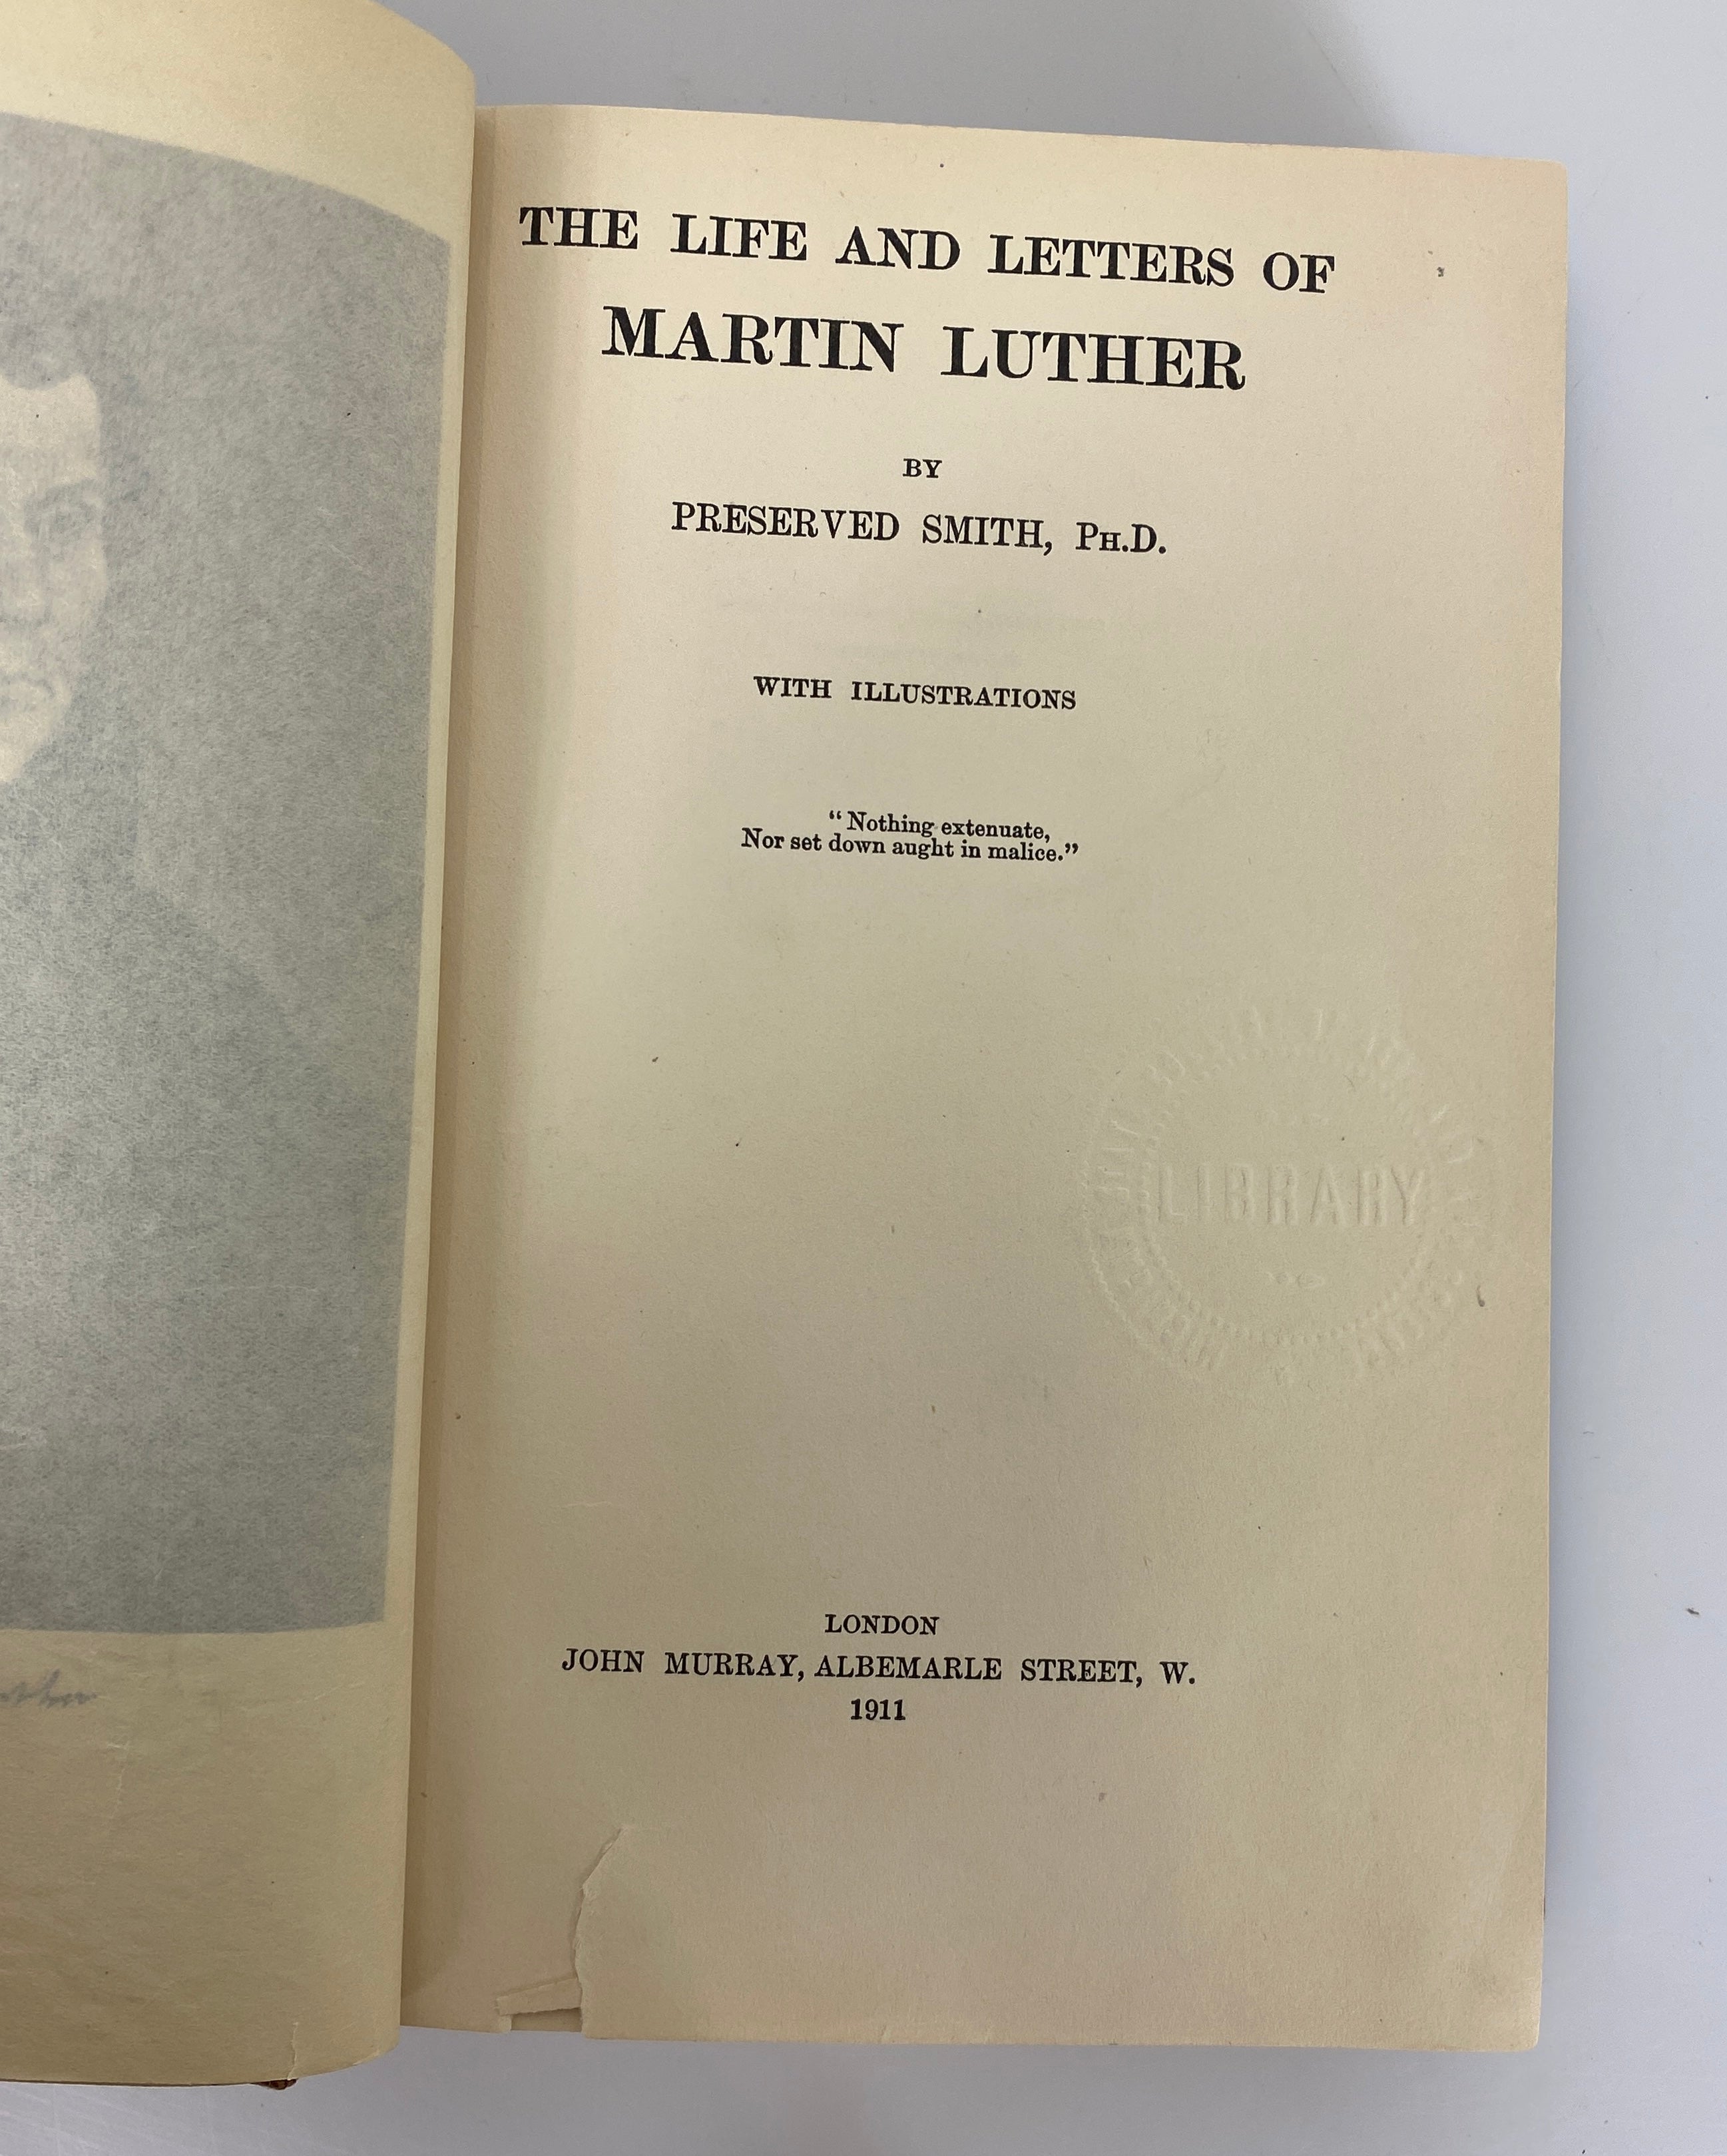 THE LIFE AND LETTERS OF
MARTIN LUTHER
BY
PRESERVED SMITH, PH.D.
WITH ILLUSTRATIONS
“Nothing extenuate,
Nor set down aught in malice.”
LIBRARY
LONDON
JOHN MURRAY, ALBEMARLE STREET, W.
1911